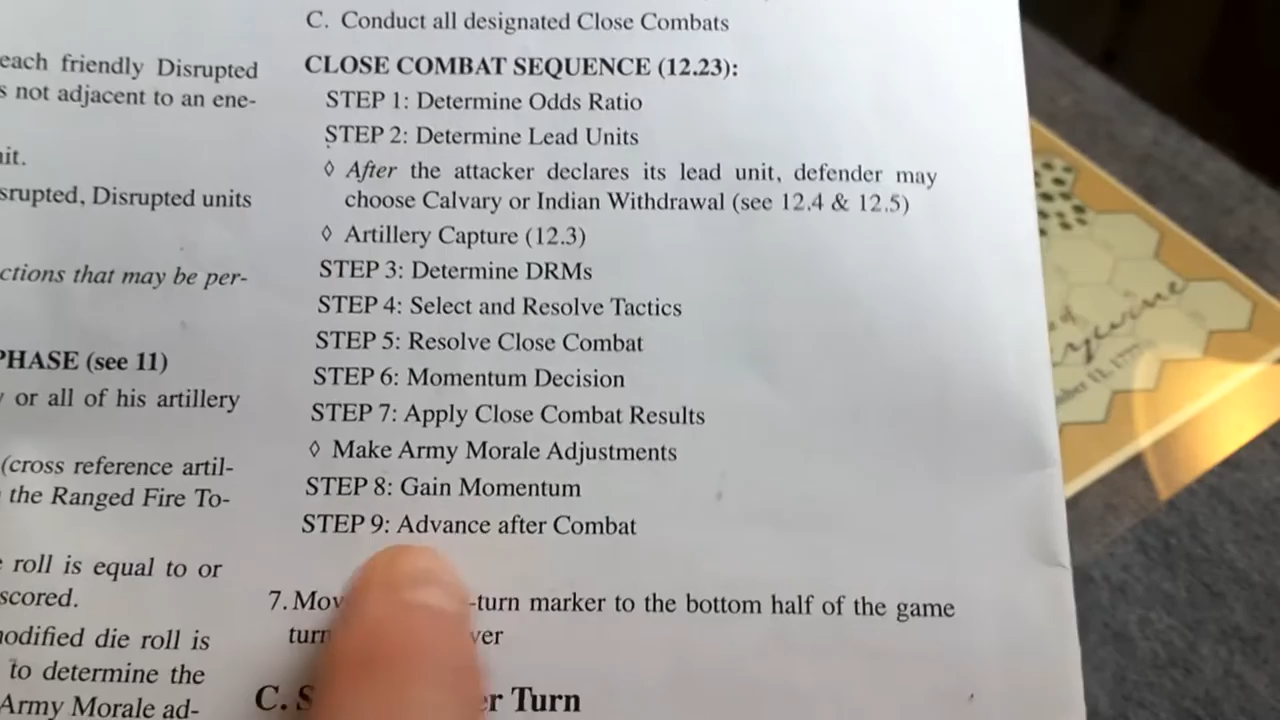 each friendly Disrupted
s not adjacent to an ene-
it.
srupted, Disrupted units
ctions that may be per-
PHASE (see 11)
or all of his artillery
(cross reference artil-
the Ranged Fire To-
roll is equal to or
scored.
modified die roll is
to determine the
Army Morale ad-
C. Conduct all designated Close Combats
CLOSE COMBAT SEQUENCE (12.23):
STEP 1: Determine Odds Ratio
STEP 2: Determine Lead Units
◊ After the attacker declares its lead unit, defender may
choose Calvary or Indian Withdrawal (see 12.4 & 12.5)
◊ Artillery Capture (12.3)
STEP 3: Determine DRMs
STEP 4: Select and Resolve Tactics
STEP 5: Resolve Close Combat
STEP 6: Momentum Decision
STEP 7: Apply Close Combat Results
◊ Make Army Morale Adjustments
STEP 8: Gain Momentum
STEP 9: Advance after Combat
7. Mov -turn marker to the bottom half of the game
turn ver
C. S r Turn
of